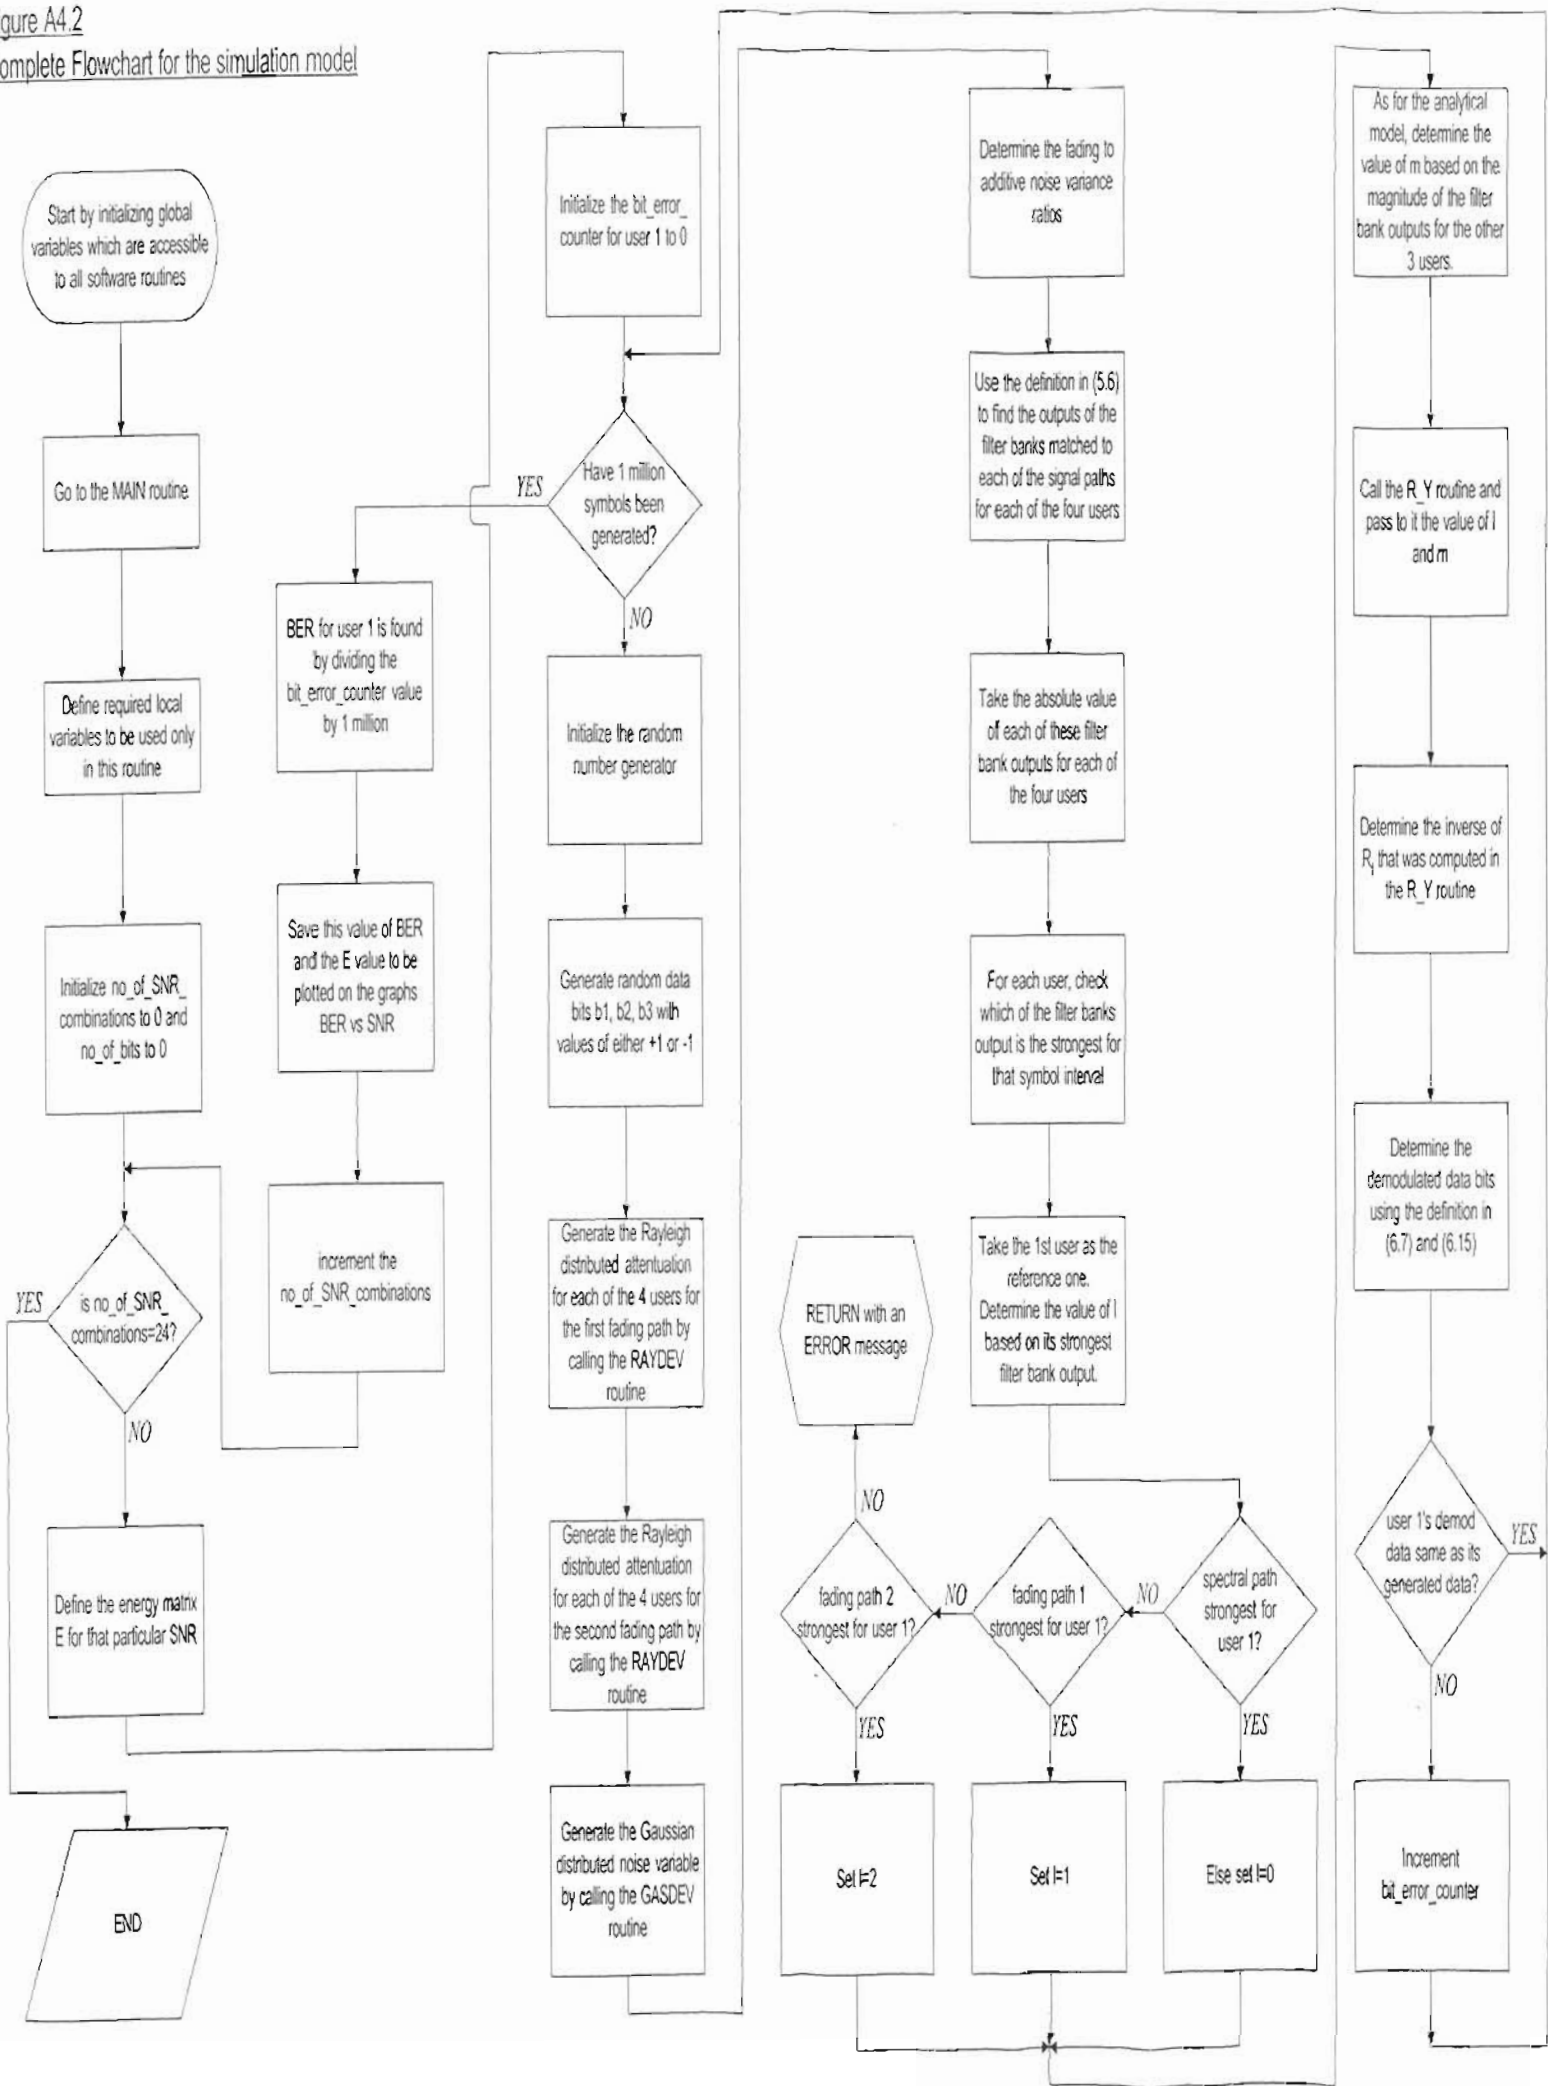 gure A4.2
omplete Flowchart for the simulation model
Start by initializing global
variables which are accessible
to all software routines
Go to the MAIN routine
Define required local
variables to be used only
in this routine
Initialize no_of_SNR_
combinations to 0 and
no_of_bits to 0
is no_of_SNR_
combinations=24?
YES
NO
Define the energy matrix
E for that particular SNR
END
BER for user 1 is found
by dividing the
bit_error_counter value
by 1 million
Save this value of BER
and the E value to be
plotted on the graphs
BER vs SNR
increment the
no_of_SNR_combinations
Initialize the bit_error_
counter for user 1 to 0
Have 1 million
symbols been
generated?
YES
NO
Initialize the random
number generator
Generate random data
bits b1, b2, b3 with
values of either +1 or -1
Generate the Rayleigh
distributed attentuation
for each of the 4 users for
the first fading path by
calling the RAYDEV
routine
Generate the Rayleigh
distributed attentuation
for each of the 4 users for
the second fading path by
calling the RAYDEV
routine
Generate the Gaussian
distributed noise variable
by calling the GASDEV
routine
Determine the fading to
additive noise variance
ratios
Use the definition in (5.6)
to find the outputs of the
filter banks matched to
each of the signal paths
for each of the four users
Take the absolute value
of each of these filter
bank outputs for each of
the four users
For each user, check
which of the filter banks
output is the strongest for
that symbol interval
Take the 1st user as the
reference one.
Determine the value of l
based on its strongest
filter bank output.
RETURN with an
ERROR message
NO
fading path 2
strongest for user 1?
NO
fading path 1
strongest for user 1?
NO
spectral path
strongest for
user 1?
YES
YES
YES
Set l=2
Set l=1
Else set l=0
As for the analytical
model, determine the
value of m based on the
magnitude of the filter
bank outputs for the other
3 users.
Call the R_Y routine and
pass to it the value of l
and m
Determine the inverse of
R, that was computed in
the R_Y routine
Determine the
demodulated data bits
using the definition in
(6.7) and (6.15)
user 1's demod
data same as its
generated data?
YES
NO
Increment
bit_error_counter